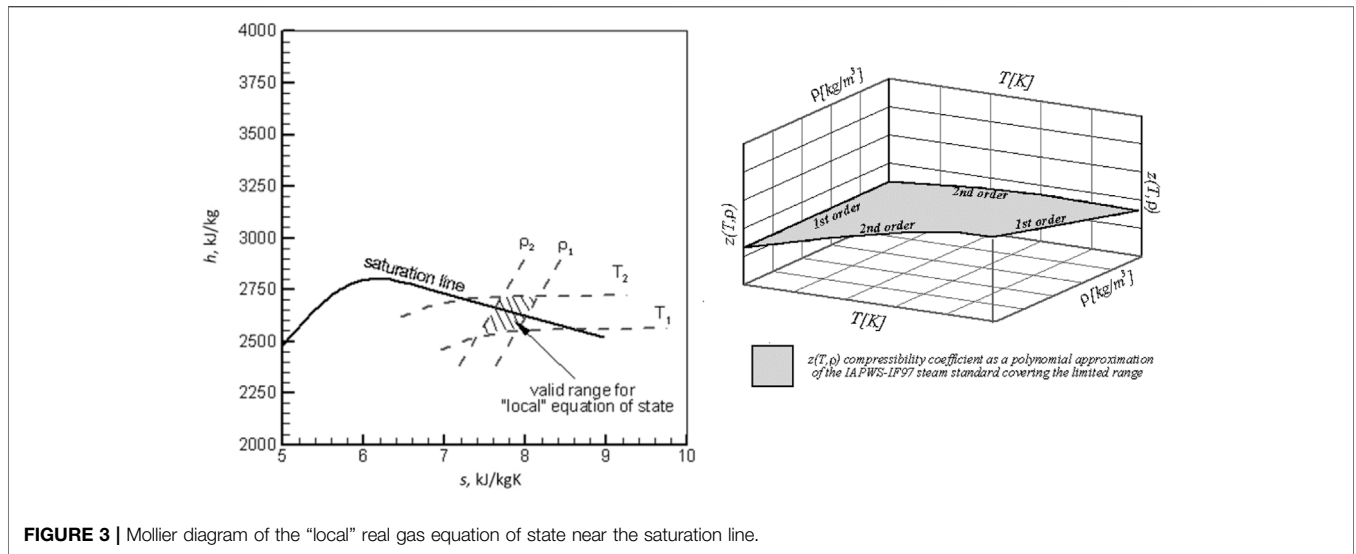 4000
3750
3500
3250
3000
2750
2500
2250
2000
h, kJ/kg
5
6
7
8
9
10
s, kJ/kgK
saturation line
ρ2
ρ1
T2
T1
valid range for
"local" equation of state
ρ[kg/m³]
T[K]
z(T,ρ)
z(T,ρ)
2nd order
1st order
2nd order
1st order
T[K]
ρ[kg/m³]
z(T,ρ) compressibility coefficient as a polynomial approximation
of the IAPWS-IF97 steam standard covering the limited range
FIGURE 3 | Mollier diagram of the “local” real gas equation of state near the saturation line.